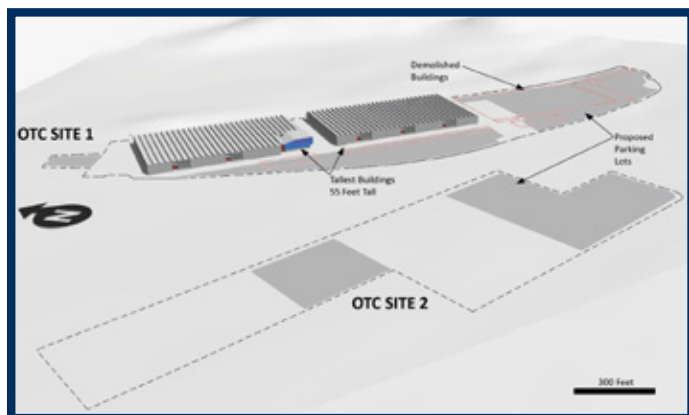 Demolished
Buildings
OTC SITE 1
Proposed
Parking
Lots
Tallest Buildings
55 Feet Tall
N
OTC SITE 2
300 Feet